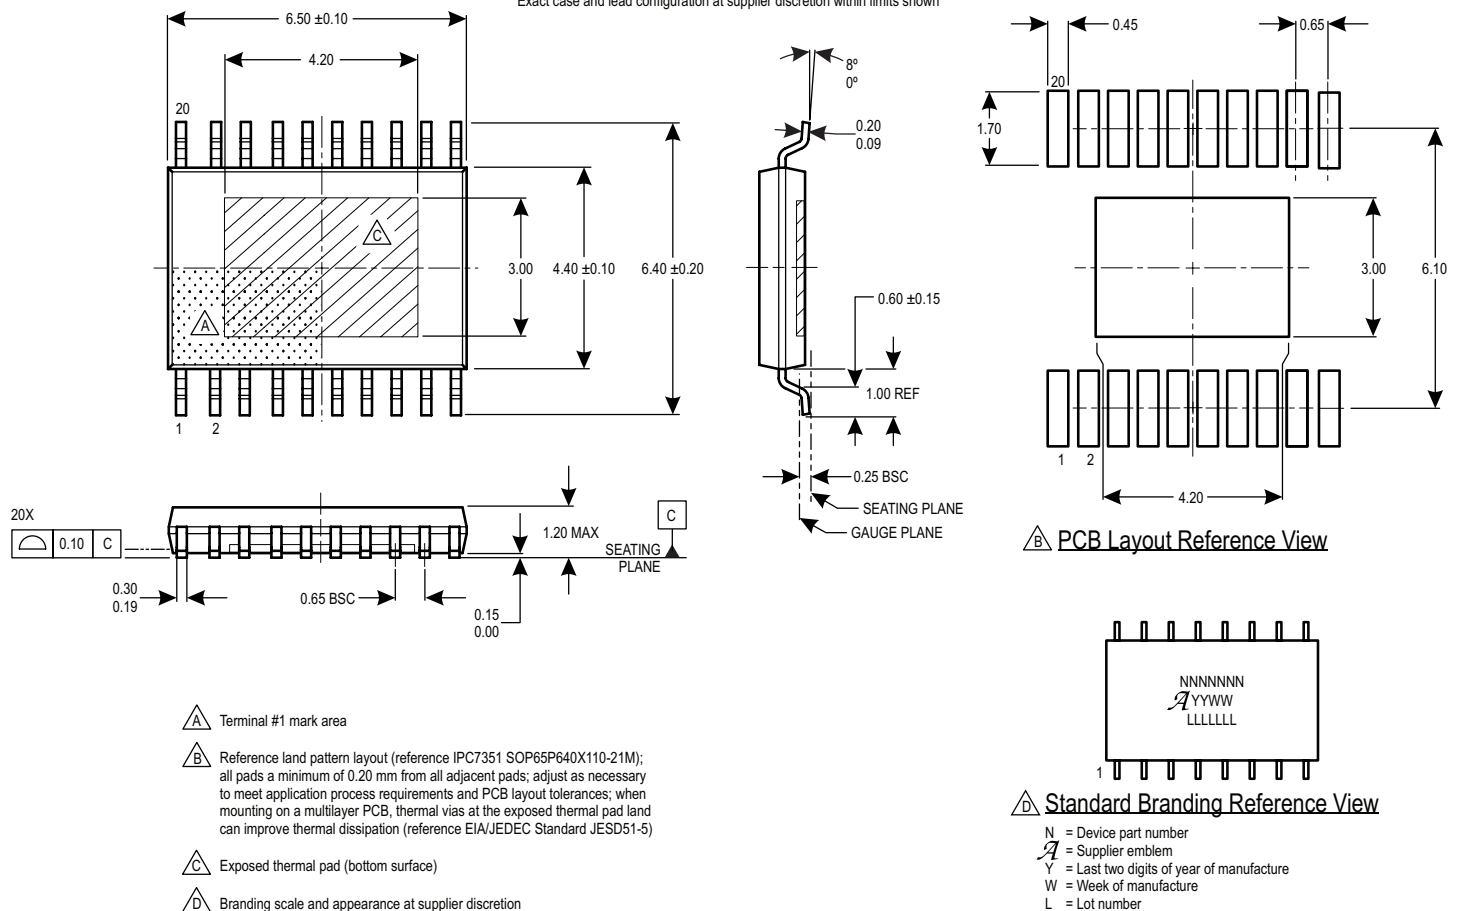 Exact case and lead configuration at supplier discretion within limits shown
6.50 ±0.10
4.20
20
3.00
4.40 ±0.10
6.40 ±0.20
C
A
1
2
8º
0º
0.20
0.09
0.60 ±0.15
1.00 REF
0.25 BSC
SEATING PLANE
GAUGE PLANE
0.45
0.65
20
1.70
3.00
6.10
1
2
4.20
B PCB Layout Reference View
20X
0.10 C
0.30
0.19
0.65 BSC
1.20 MAX
0.15
0.00
C
SEATING
PLANE
NNNNNNN
A YYWW
LLLLLLL
1
D Standard Branding Reference View
N = Device part number
A = Supplier emblem
Y = Last two digits of year of manufacture
W = Week of manufacture
L = Lot number
A Terminal #1 mark area
B Reference land pattern layout (reference IPC7351 SOP65P640X110-21M);
all pads a minimum of 0.20 mm from all adjacent pads; adjust as necessary
to meet application process requirements and PCB layout tolerances; when
mounting on a multilayer PCB, thermal vias at the exposed thermal pad land
can improve thermal dissipation (reference EIA/JEDEC Standard JESD51-5)
C Exposed thermal pad (bottom surface)
D Branding scale and appearance at supplier discretion